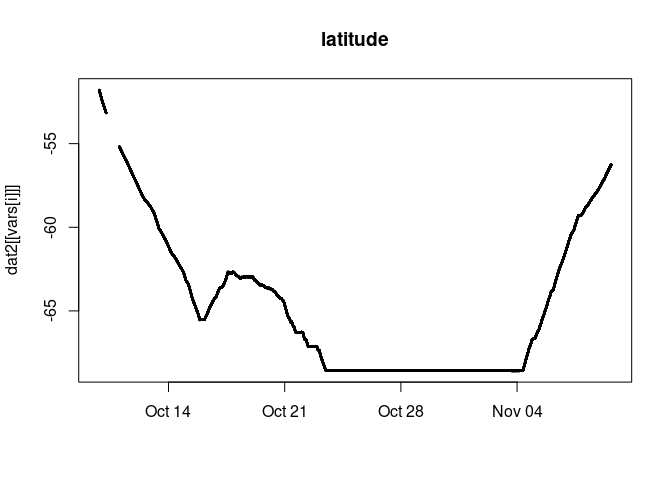 latitude
dat2[[vars[i]]]
-55
-60
-65
Oct 14
Oct 21
Oct 28
Nov 04